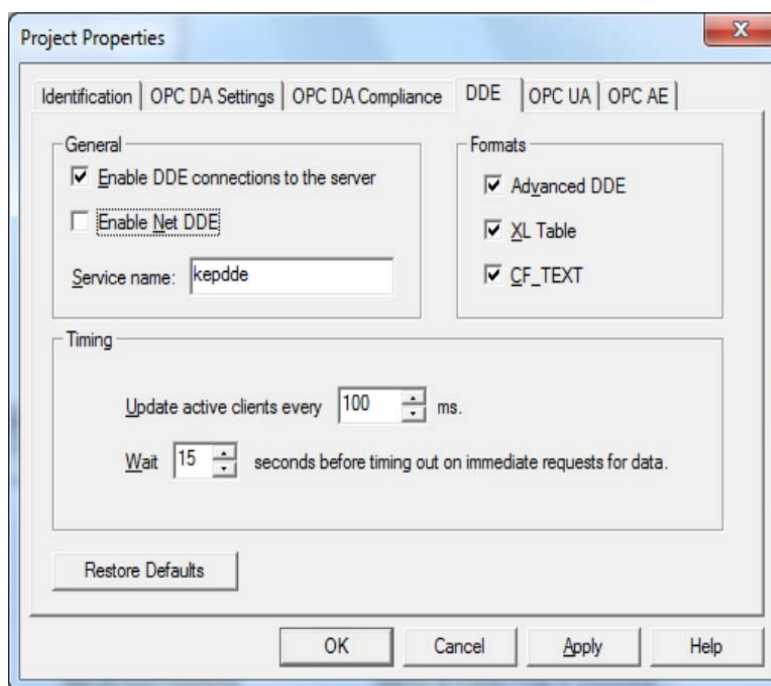 Project Properties
Identification OPC DA Settings OPC DA Compliance DDE OPC UA OPC AE
General
Enable DDE connections to the server
Enable Net DDE
Service name: kepdde
Formats
Advanced DDE
XL Table
CF_TEXT
Timing
Update active clients every 100 ms.
Wait 15 seconds before timing out on immediate requests for data.
Restore Defaults
OK Cancel Apply Help